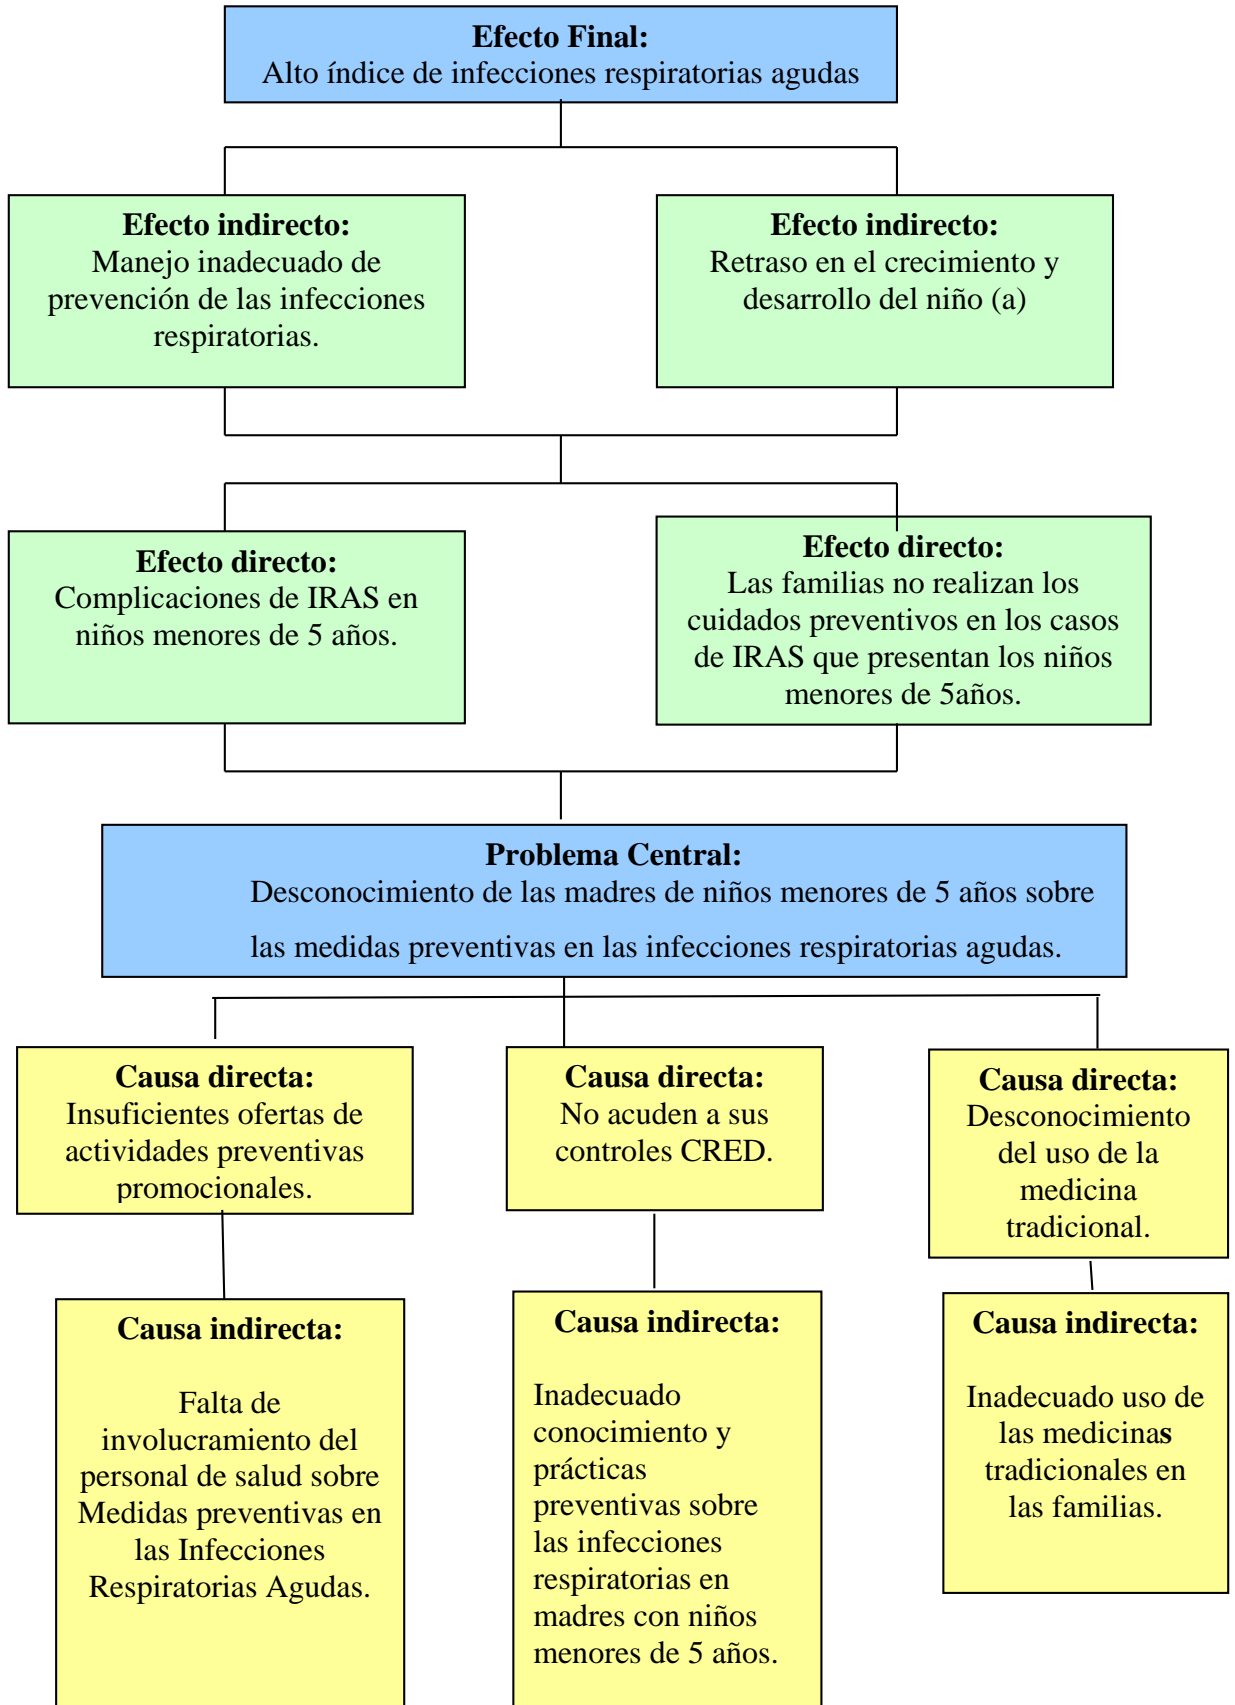 Efecto Final:
Alto índice de infecciones respiratorias agudas
Efecto indirecto:
Manejo inadecuado de
prevención de las infecciones
respiratorias.
Efecto indirecto:
Retraso en el crecimiento y
desarrollo del niño (a)
Efecto directo:
Complicaciones de IRAS en
niños menores de 5 años.
Efecto directo:
Las familias no realizan los
cuidados preventivos en los casos
de IRAS que presentan los niños
menores de 5años.
Problema Central:
Desconocimiento de las madres de niños menores de 5 años sobre
las medidas preventivas en las infecciones respiratorias agudas.
Causa directa:
Insuficientes ofertas de
actividades preventivas
promocionales.
Causa directa:
No acuden a sus
controles CRED.
Causa directa:
Desconocimiento
del uso de la
medicina
tradicional.
Causa indirecta:
Falta de
involucramiento del
personal de salud sobre
Medidas preventivas en
las Infecciones
Respiratorias Agudas.
Causa indirecta:
Inadecuado
conocimiento y
prácticas
preventivas sobre
las infecciones
respiratorias en
madres con niños
menores de 5 años.
Causa indirecta:
Inadecuado uso de
las medicinas
tradicionales en
las familias.